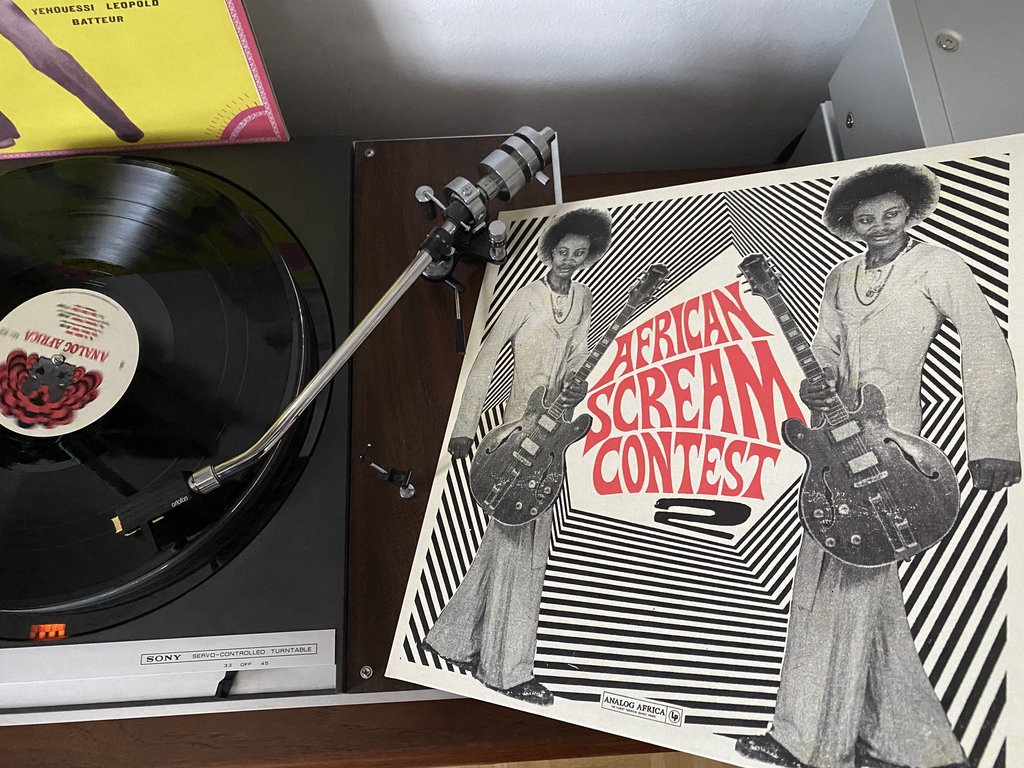 YEHOUESSI LEOPOLD
BATTEUR
ANALOG AFRICA
ortofon
SONY SERVO-CONTROLLED TURNTABLE
33 OFF 45
AFRICAN
SCREAM
CONTEST
2
ANALOG AFRICA
LP